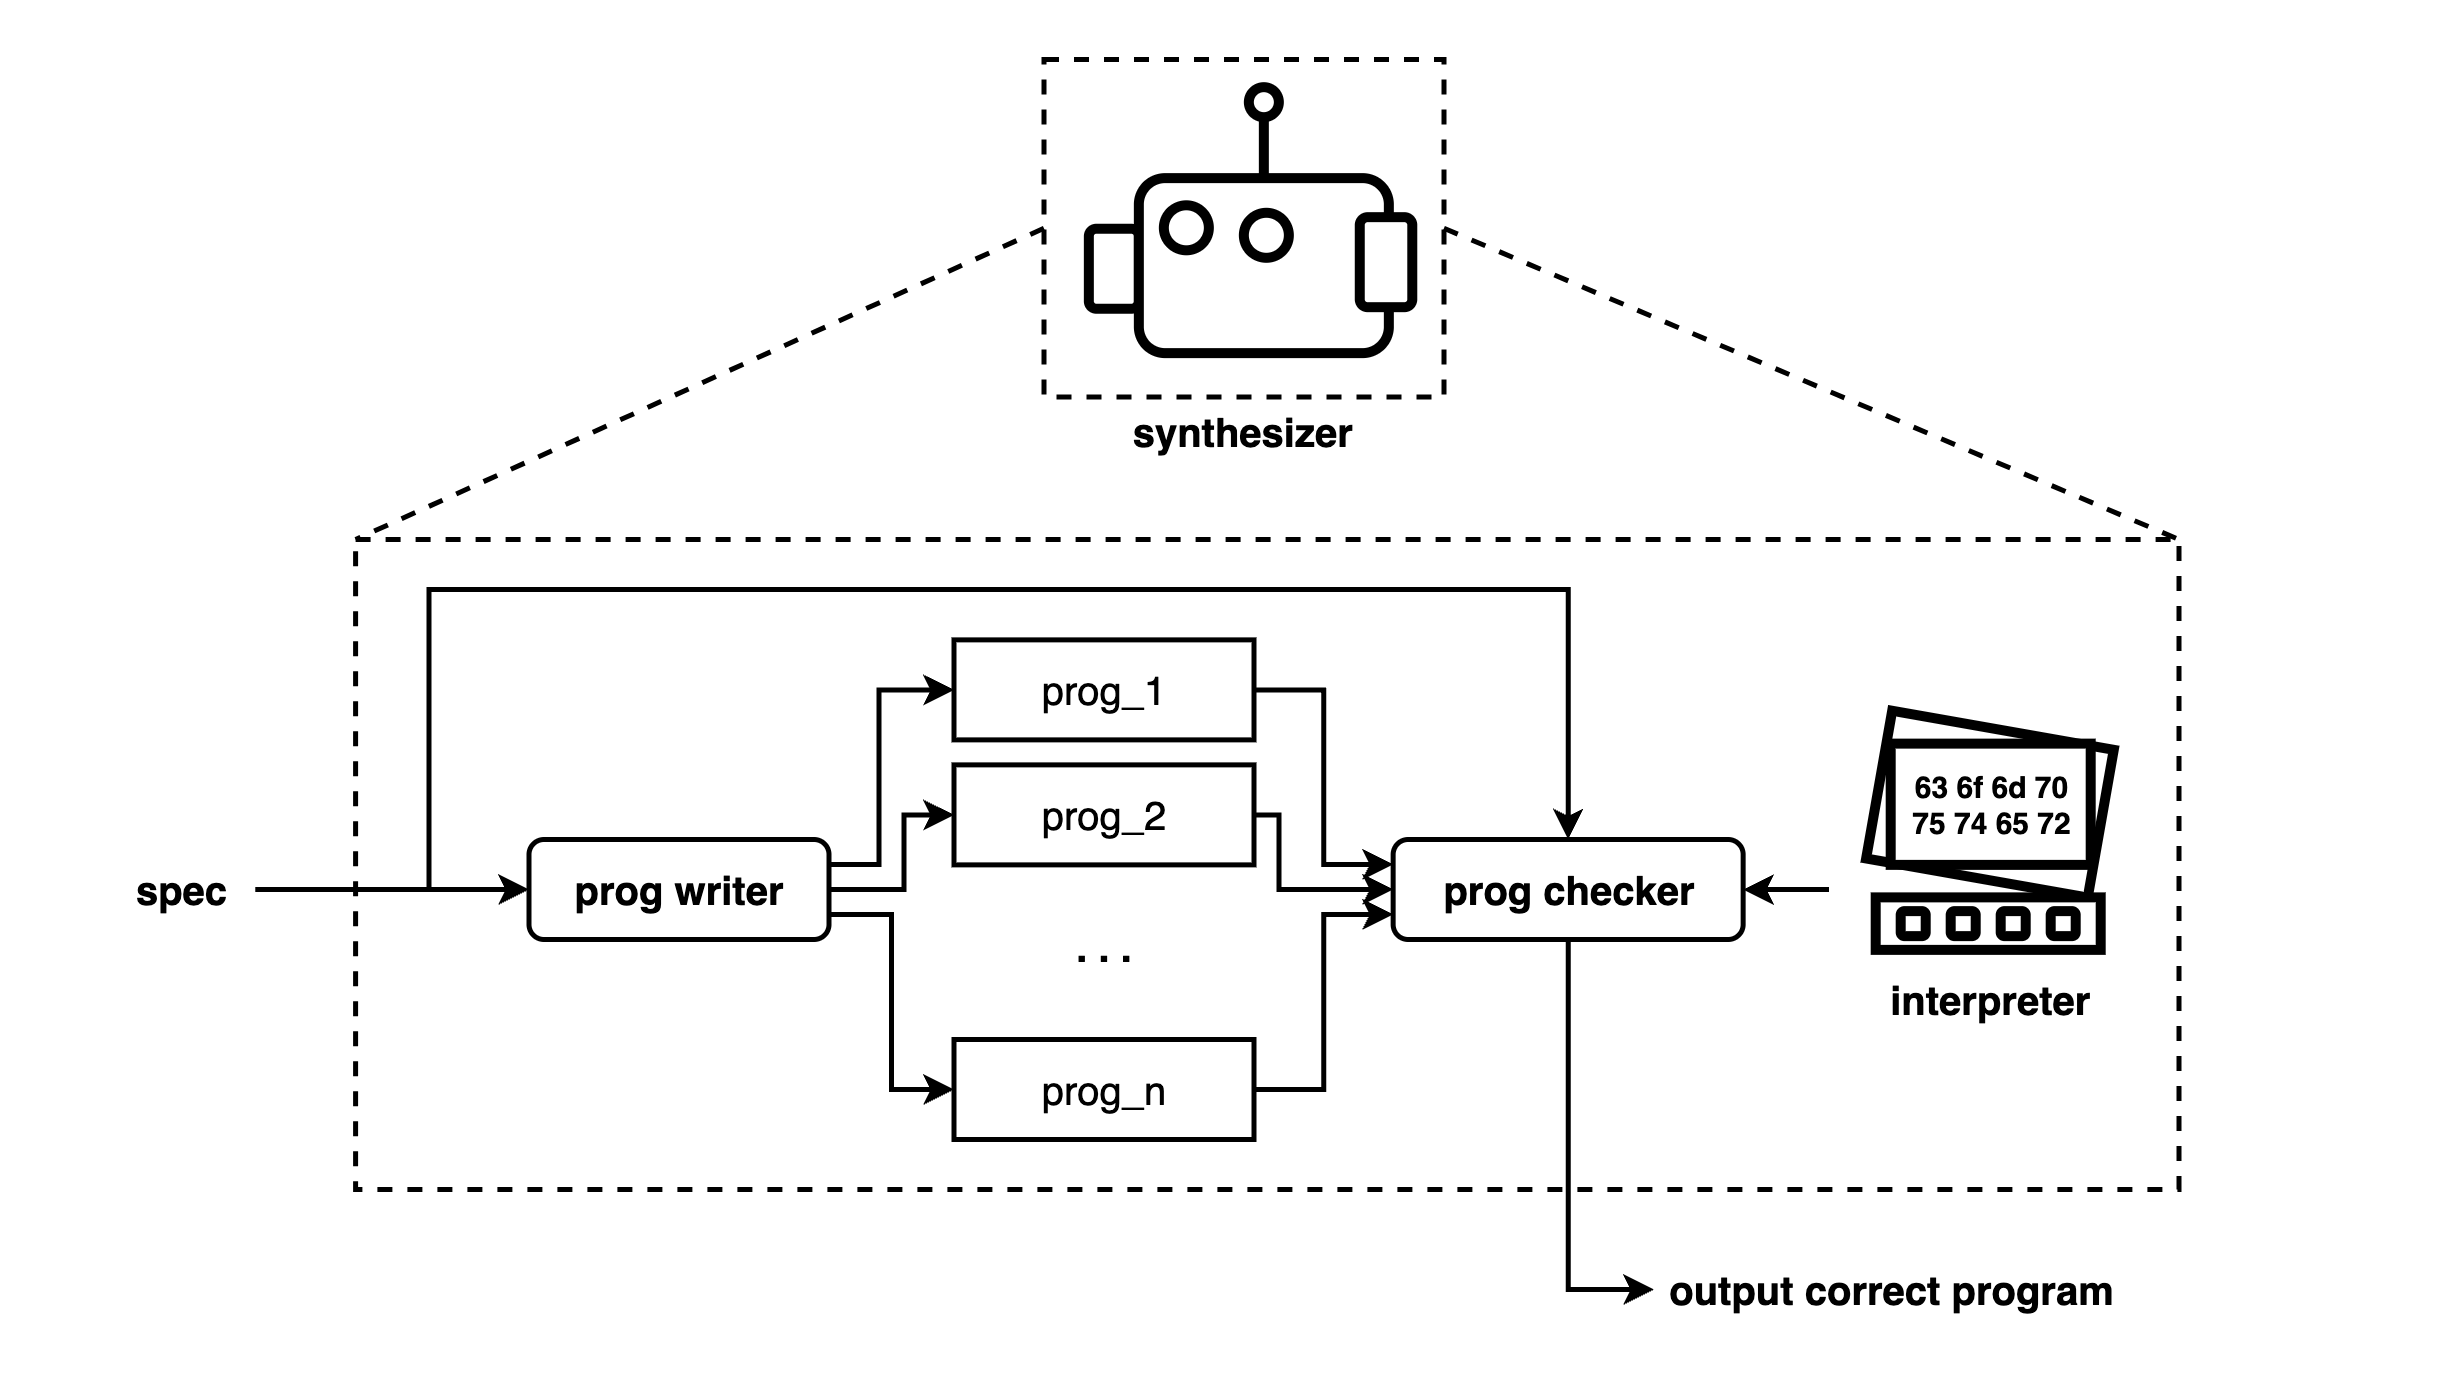 synthesizer
prog_1
prog_2
63 6f 6d 70
75 74 65 72
spec
prog writer
prog checker
...
interpreter
prog_n
output correct program